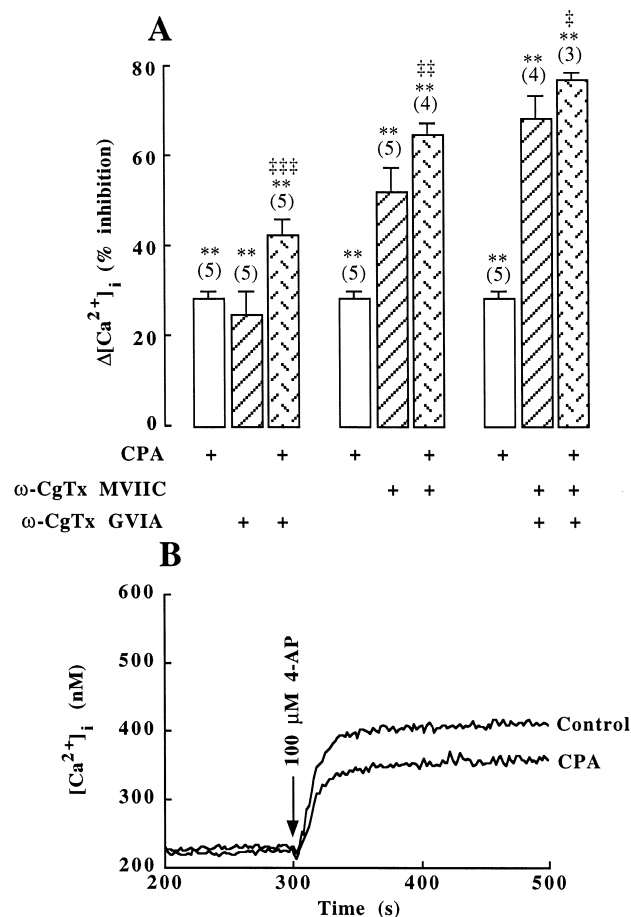 A
Δ[Ca²⁺]ᵢ (% inhibition)
80
60
40
20
0
**
(5)
**
(5)
‡‡‡
**
(5)
**
(5)
**
(5)
‡‡
**
(4)
**
(5)
**
(4)
‡
**
(3)
CPA + + + + + +
ω-CgTx MVIIC + + + +
ω-CgTx GVIA + + + +
B
[Ca²⁺]ᵢ (nM)
600
500
400
300
200
100 μM 4-AP
Control
CPA
200 300 400 500
Time (s)